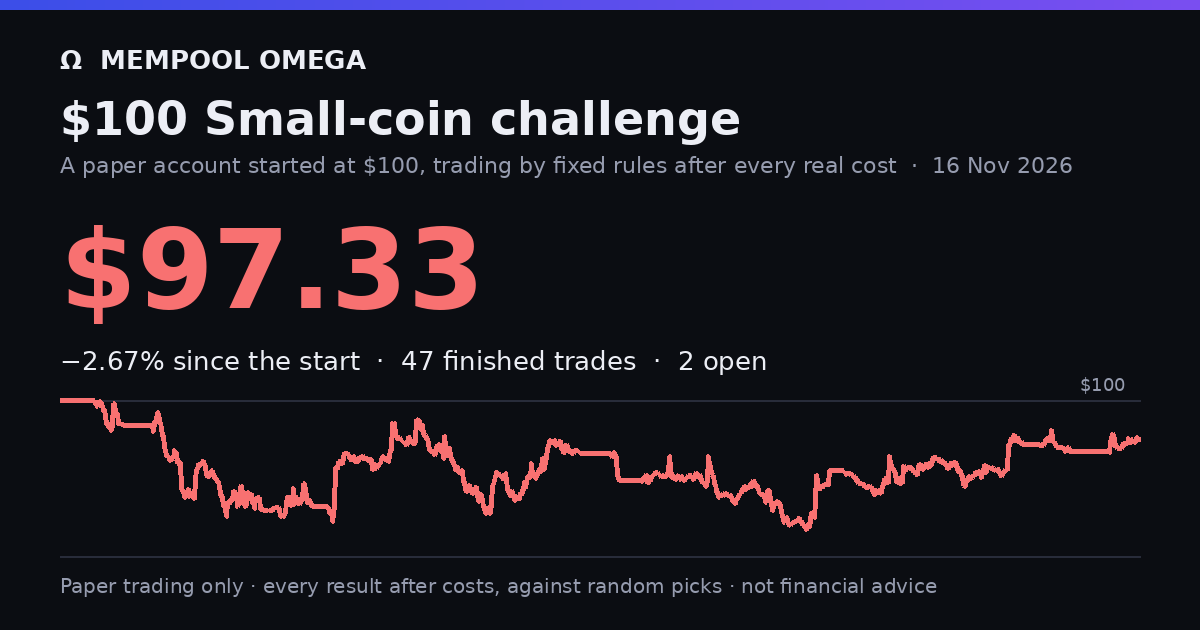 Ω MEMPOOL OMEGA
$100 Small-coin challenge
A paper account started at $100, trading by fixed rules after every real cost · 16 Nov 2026
$97.33
−2.67% since the start · 47 finished trades · 2 open
$100
Paper trading only · every result after costs, against random picks · not financial advice